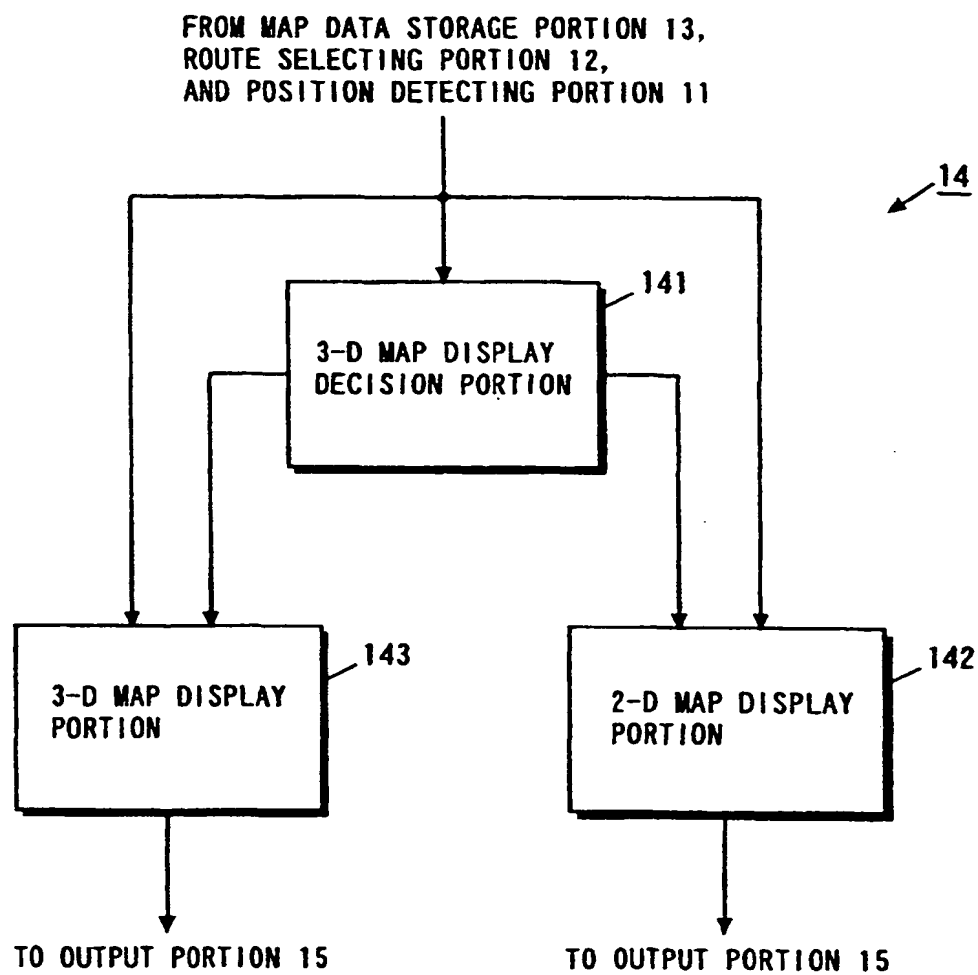 FROM MAP DATA STORAGE PORTION 13,
ROUTE SELECTING PORTION 12,
AND POSITION DETECTING PORTION 11
14
141
3-D MAP DISPLAY
DECISION PORTION
143
3-D MAP DISPLAY
PORTION
142
2-D MAP DISPLAY
PORTION
TO OUTPUT PORTION 15
TO OUTPUT PORTION 15